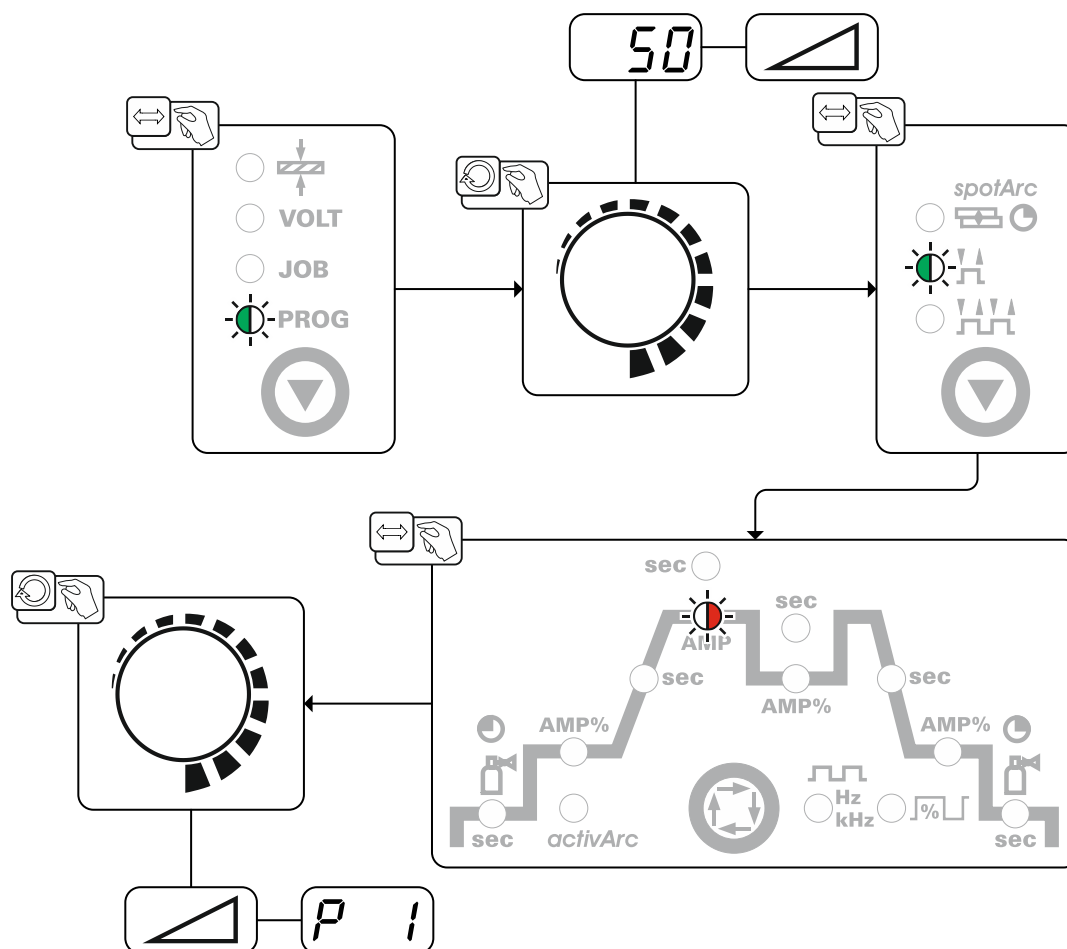 50
VOLT
JOB
PROG
spotArc
sec
AMP
sec
sec
AMP%
sec
AMP%
AMP%
sec
activArc
Hz
kHz
%
sec
P 1